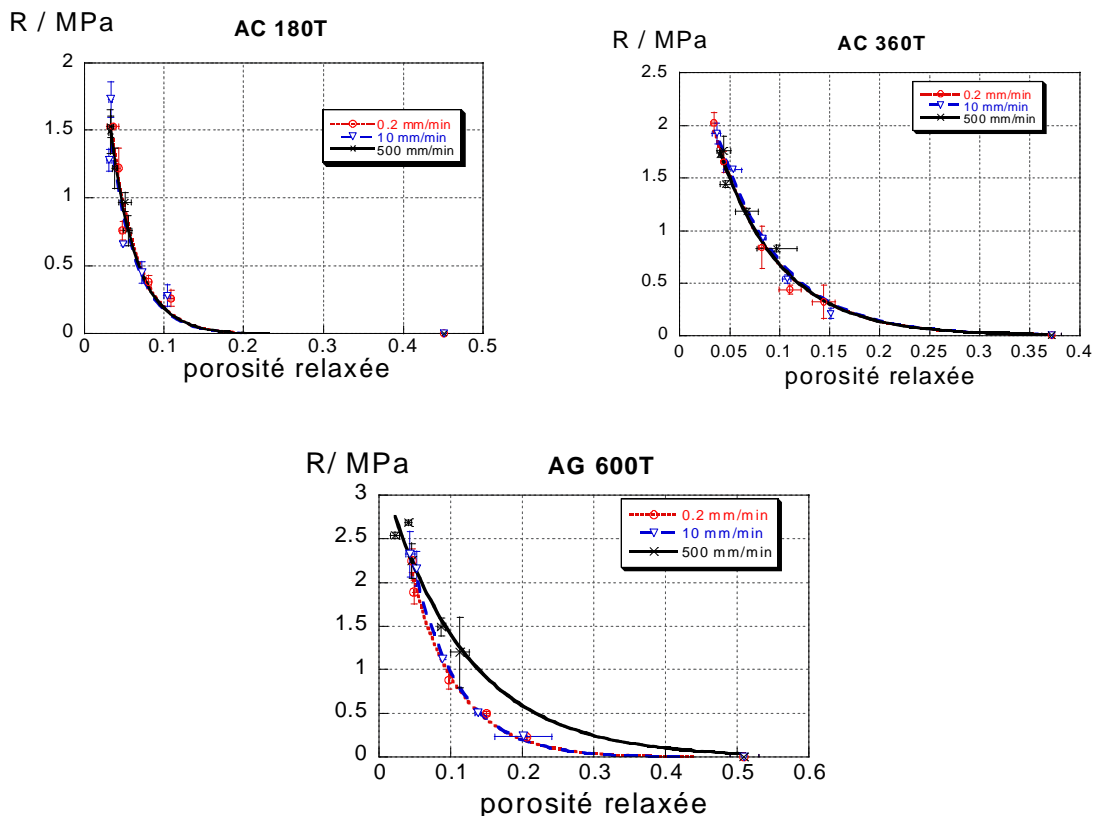 R / MPa
AC 180T
2
1.5
1
0.5
0
0
0.1
0.2
0.3
0.4
0.5
0.2 mm/min
10 mm/min
500 mm/min
porosité relaxée
R / MPa
AC 360T
2.5
2
1.5
1
0.5
0
0
0.05
0.1
0.15
0.2
0.25
0.3
0.35
0.4
0.2 mm/min
10 mm/min
500 mm/min
porosité relaxée
R/ MPa
AG 600T
3
2.5
2
1.5
1
0.5
0
0
0.1
0.2
0.3
0.4
0.5
0.6
0.2 mm/min
10 mm/min
500 mm/min
porosité relaxée